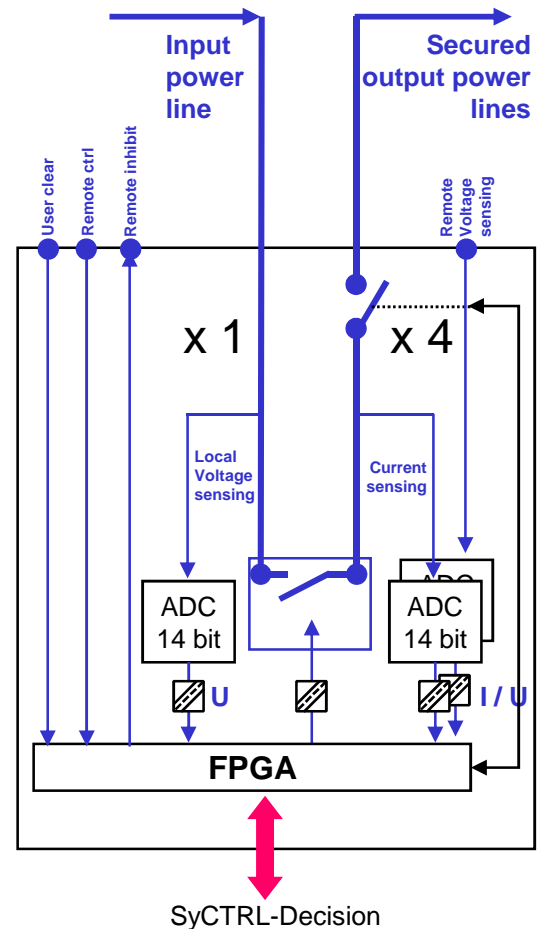 Input
power
line
Secured
output power
lines
User clear
Remote ctrl
Remote inhibit
Remote
Voltage
sensing
x 1
x 4
Local
Voltage
sensing
Current
sensing
ADC
14 bit
ADC
ADC
14 bit
U
I / U
FPGA
SyCTRL-Decision